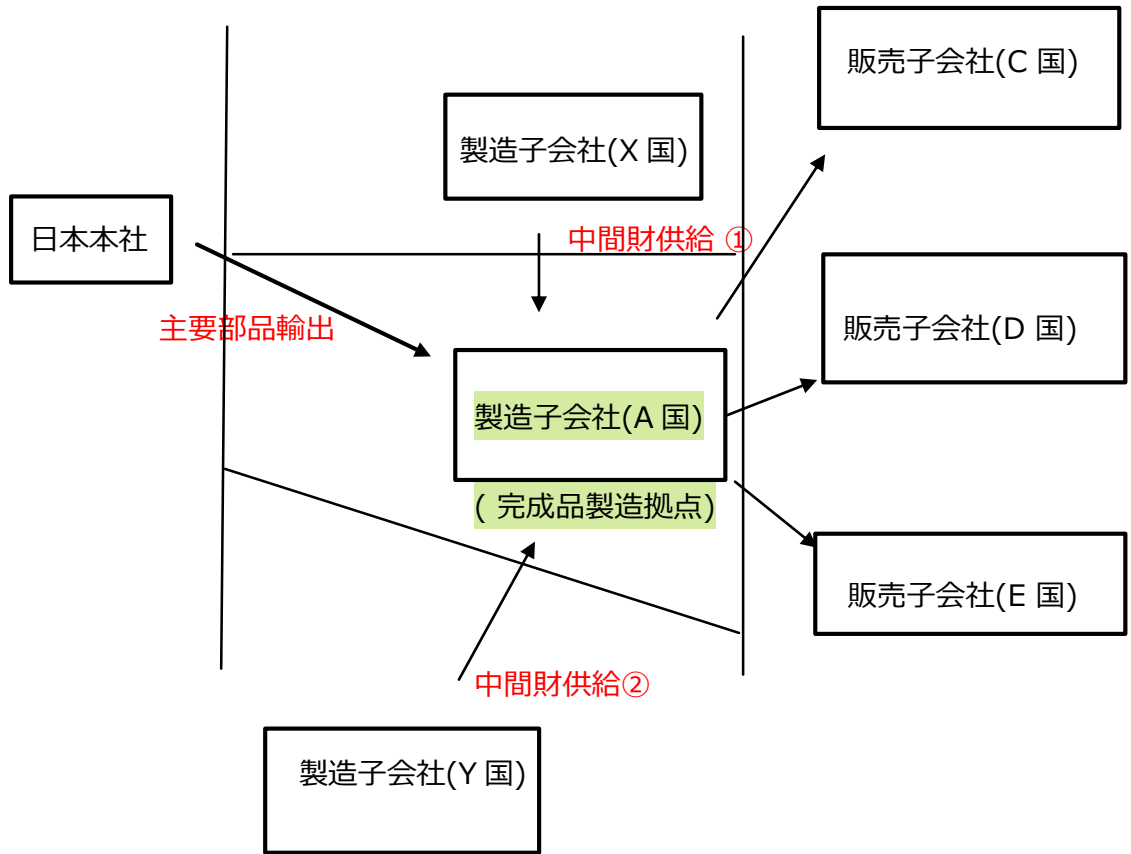 販売子会社(C 国)
製造子会社(X 国)
日本本社
中間財供給 ①
主要部品輸出
販売子会社(D 国)
製造子会社(A 国)
( 完成品製造拠点)
販売子会社(E 国)
中間財供給②
製造子会社(Y 国)